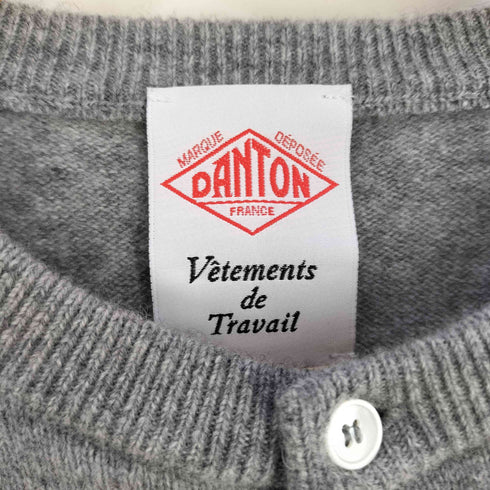 MARQUE DÉPOSÉE
DANTON
FRANCE
Vêtements
de
Travail